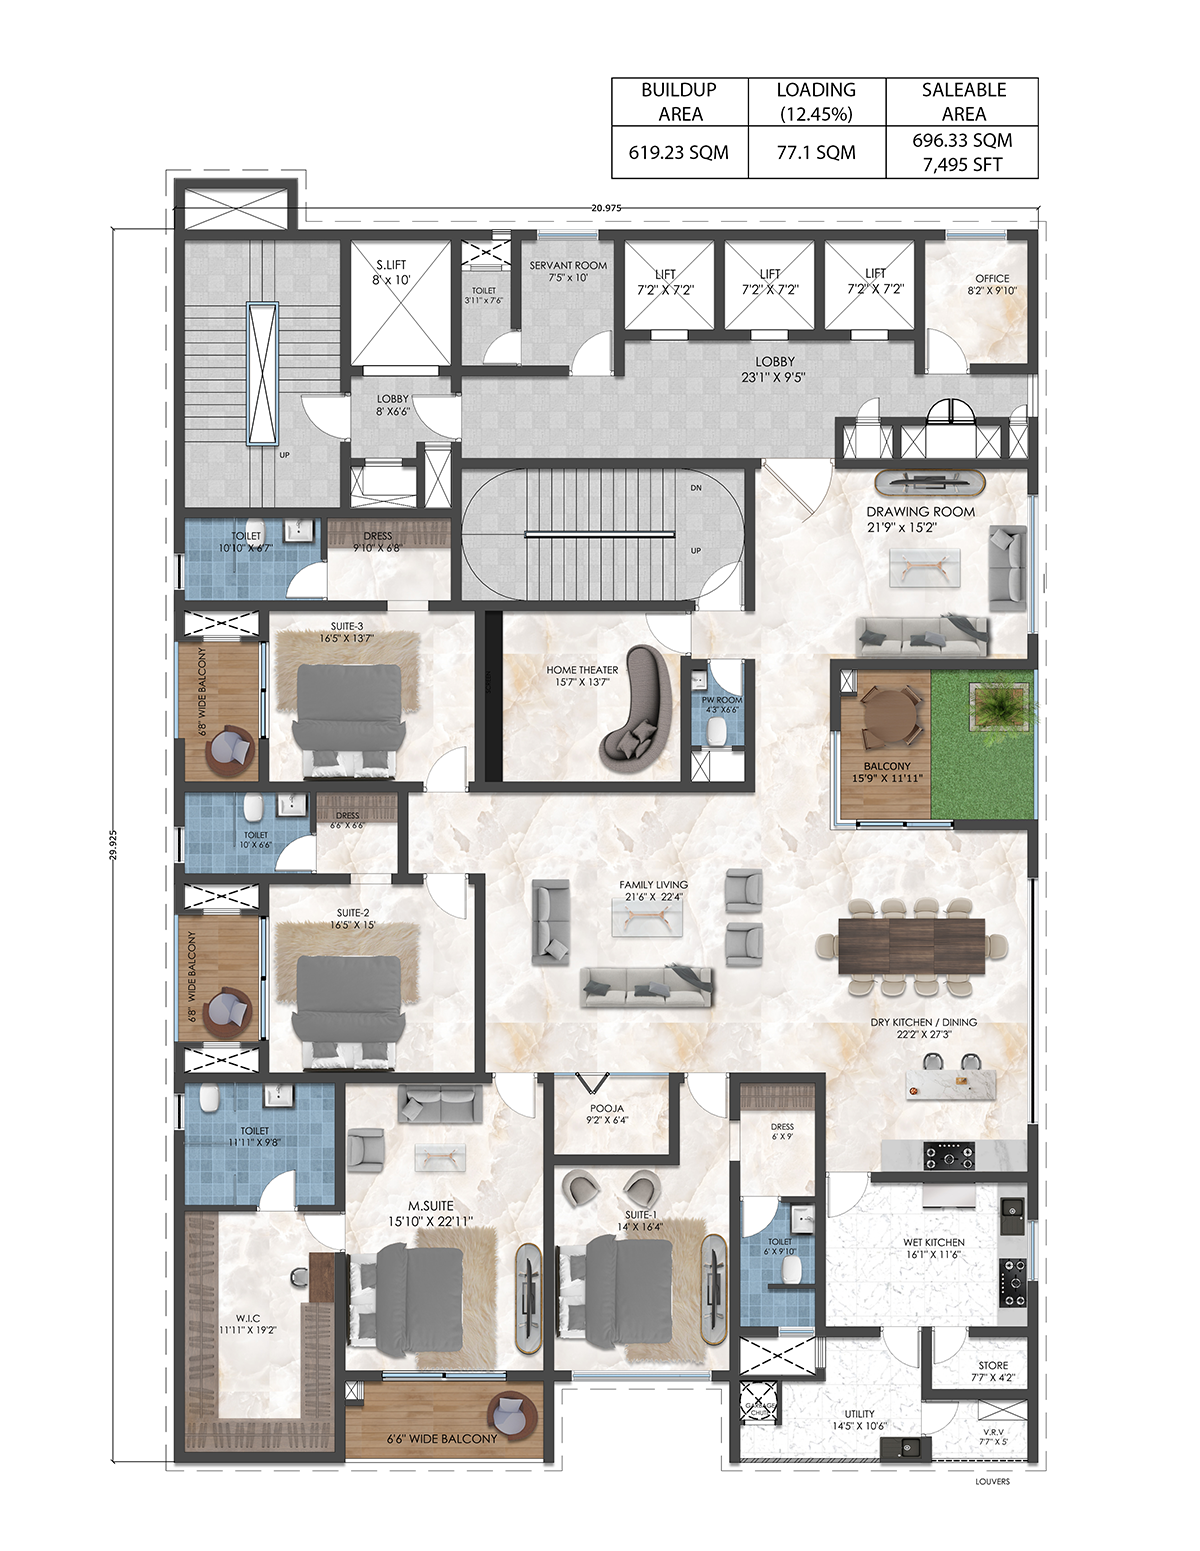 BUILDUP
AREA
LOADING
(12.45%)
SALEABLE
AREA
619.23 SQM
77.1 SQM
696.33 SQM
7,495 SFT
20.975
29.925
S.LIFT
8' x 10'
TOILET
3'11" x 7'6"
SERVANT ROOM
7'5" x 10'
LIFT
7'2" X 7'2"
LIFT
7'2" X 7'2"
LIFT
7'2" X 7'2"
OFFICE
8'2" X 9'10"
LOBBY
23'1" X 9'5"
LOBBY
8' X6'6"
UP
DN
UP
DRAWING ROOM
21'9" x 15'2"
TOILET
10'10" X 6'7"
DRESS
9'10" X 6'8"
SUITE-3
16'5" X 13'7"
6'8" WIDE BALCONY
HOME THEATER
15'7" X 13'7"
PW ROOM
4'3" X6'6"
BALCONY
15'9" X 11'11"
TOILET
10' X 6'6"
DRESS
6'6" X 6'6"
FAMILY LIVING
21'6" X 22'4"
SUITE-2
16'5" X 15'
6'8" WIDE BALCONY
DRY KITCHEN / DINING
22'2" X 27'3"
TOILET
11'11" X 9'8"
POOJA
9'2" X 6'4"
DRESS
6' X 9'
M.SUITE
15'10" X 22'11"
SUITE-1
14' X 16'4"
TOILET
6' X 9'10"
WET KITCHEN
16'1" X 11'6"
W.I.C
11'11" X 19'2"
STORE
7'7" X 4'2"
GARBAGE
CHUTE
UTILITY
14'5" X 10'6"
V.R.V
7'7" X 5'
6'6" WIDE BALCONY
LOUVERS